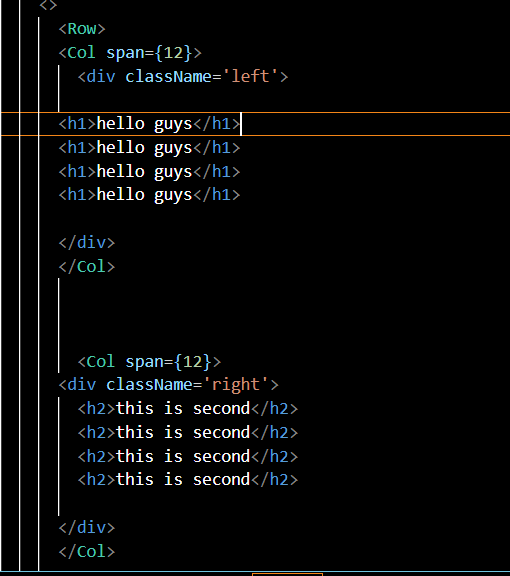 <>
<Row>
<Col span={12}>
<div className='left'>
<h1>hello guys</h1>
<h1>hello guys</h1>
<h1>hello guys</h1>
<h1>hello guys</h1>
</div>
</Col>
<Col span={12}>
<div className='right'>
<h2>this is second</h2>
<h2>this is second</h2>
<h2>this is second</h2>
<h2>this is second</h2>
</div>
</Col>